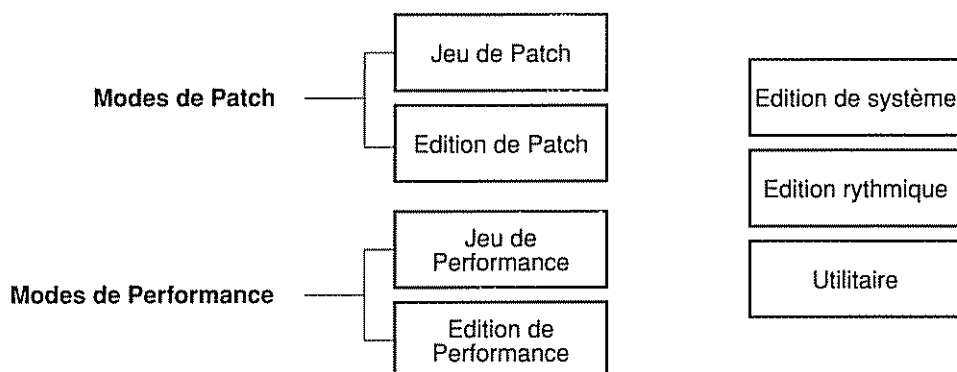 Modes de Patch
Jeu de Patch
Edition de Patch
Modes de Performance
Jeu de
Performance
Edition de
Performance
Edition de système
Edition rythmique
Utilitaire